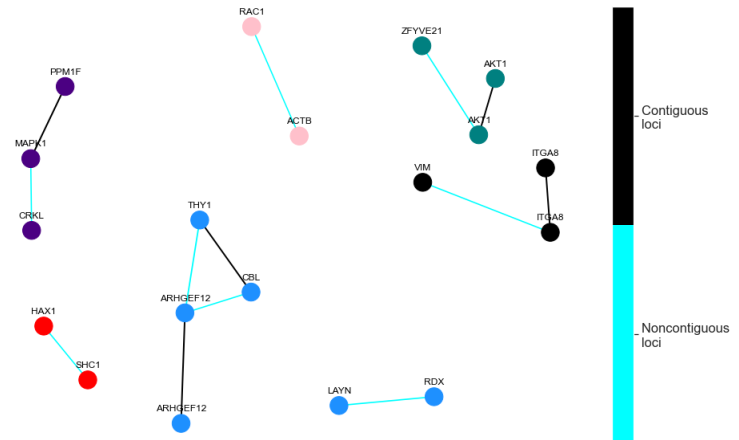 RAC1
ZFYVE21
AKT1
PPM1F
Contiguous
loci
AKT1
ACTB
MAPK1
ITGA8
VIM
THY1
CRKL
ITGA8
CBL
ARHGEF12
HAX1
Noncontiguous
loci
SHC1
RDX
LAYN
ARHGEF12